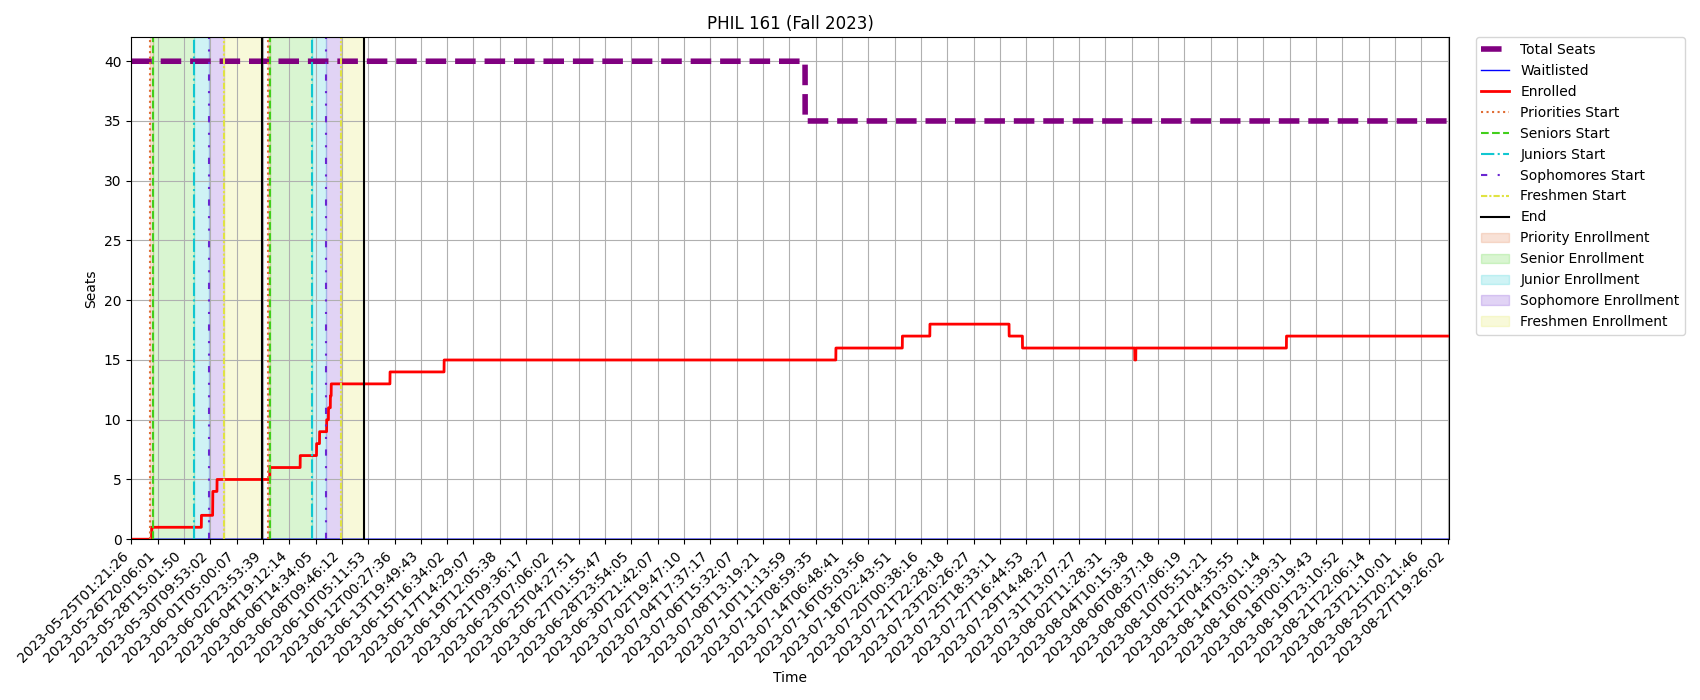 PHIL 161 (Fall 2023)
Seats
40
35
30
25
20
15
10
5
0
2023-05-25T01:21:26
2023-05-26T20:06:01
2023-05-28T15:01:50
2023-05-30T09:53:02
2023-06-01T05:00:07
2023-06-02T23:53:39
2023-06-04T19:12:14
2023-06-06T14:34:05
2023-06-08T09:46:12
2023-06-10T05:11:53
2023-06-12T00:27:36
2023-06-13T19:49:43
2023-06-15T16:34:02
2023-06-17T14:29:07
2023-06-19T12:05:38
2023-06-21T09:36:17
2023-06-23T07:06:02
2023-06-25T04:27:51
2023-06-27T01:55:47
2023-06-28T23:54:05
2023-06-30T21:42:07
2023-07-02T19:47:10
2023-07-04T17:37:17
2023-07-06T15:32:07
2023-07-08T13:19:21
2023-07-10T11:13:59
2023-07-12T08:59:35
2023-07-14T06:48:41
2023-07-16T05:03:56
2023-07-18T02:43:51
2023-07-20T00:38:16
2023-07-21T22:28:18
2023-07-23T20:26:27
2023-07-25T18:33:11
2023-07-27T16:44:53
2023-07-29T14:48:27
2023-07-31T13:07:27
2023-08-02T11:28:31
2023-08-04T10:15:38
2023-08-06T08:37:18
2023-08-08T07:06:19
2023-08-10T05:51:21
2023-08-12T04:35:55
2023-08-14T03:01:14
2023-08-16T01:39:31
2023-08-18T00:19:43
2023-08-19T23:10:52
2023-08-21T22:06:14
2023-08-23T21:10:01
2023-08-25T20:21:46
2023-08-27T19:26:02
Time
Total Seats
Waitlisted
Enrolled
Priorities Start
Seniors Start
Juniors Start
Sophomores Start
Freshmen Start
End
Priority Enrollment
Senior Enrollment
Junior Enrollment
Sophomore Enrollment
Freshmen Enrollment